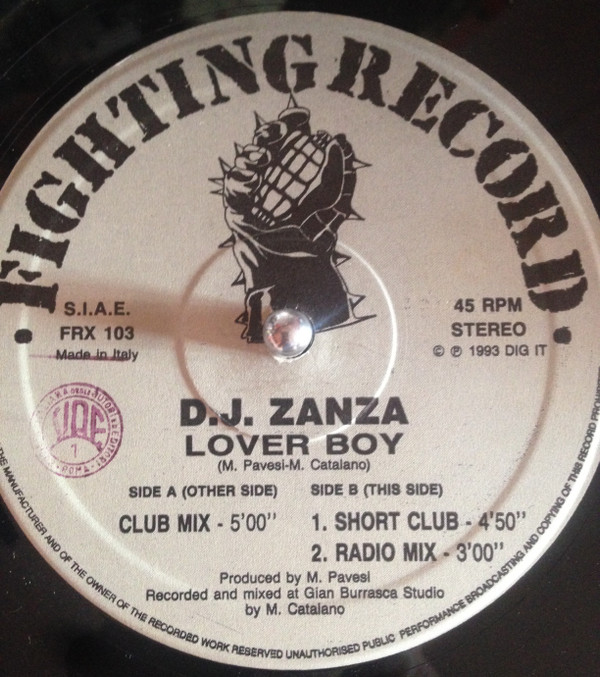 FIGHTING RECORD
S.I.A.E.
FRX 103
Made in Italy
45 RPM
STEREO
© ℗ 1993 DIG IT
D.J. ZANZA
LOVER BOY
(M. Pavesi-M. Catalano)
SIDE A (OTHER SIDE)
CLUB MIX - 5'00''
SIDE B (THIS SIDE)
1. SHORT CLUB - 4'50''
2. RADIO MIX - 3'00''
Produced by M. Pavesi
Recorded and mixed at Gian Burrasca Studio
by M. Catalano
MANUFACTURER AND OF THE OWNER OF THE RECORDED WORK RESERVED UNAUTHORISED PUBLIC PERFORMANCE BROADCASTING AND COPYING OF THIS RECORD
ROMA